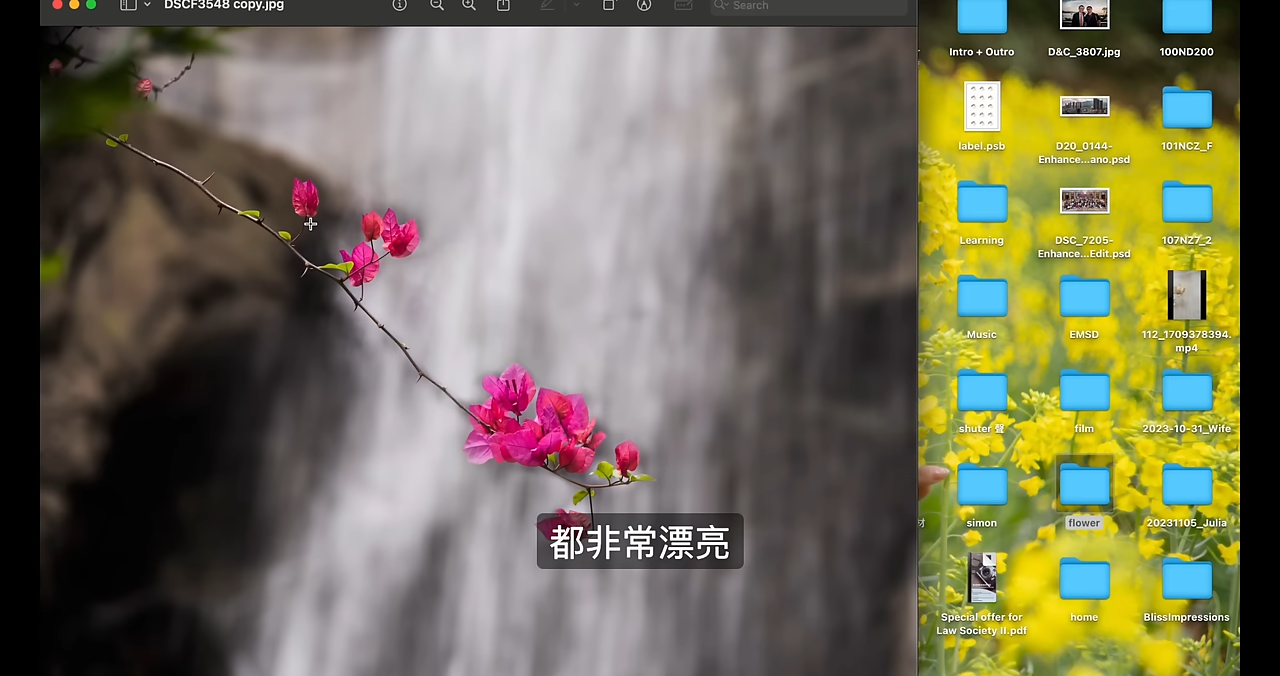 DSCF3548 copy.jpg
Search
Intro + Outro
D&C_3807.jpg
100ND200
label.psb
D20_0144-
Enhance...ano.psd
101NCZ_F
Learning
DSC_7205-
Enhance...Edit.psd
107NZ7_2
Music
EMSD
112_1709378394.
mp4
shuter 聲
film
2023-10-31_Wife
simon
flower
20231105_Julia
材
Special offer for
Law Society II.pdf
home
BlissImpressions
都非常漂亮